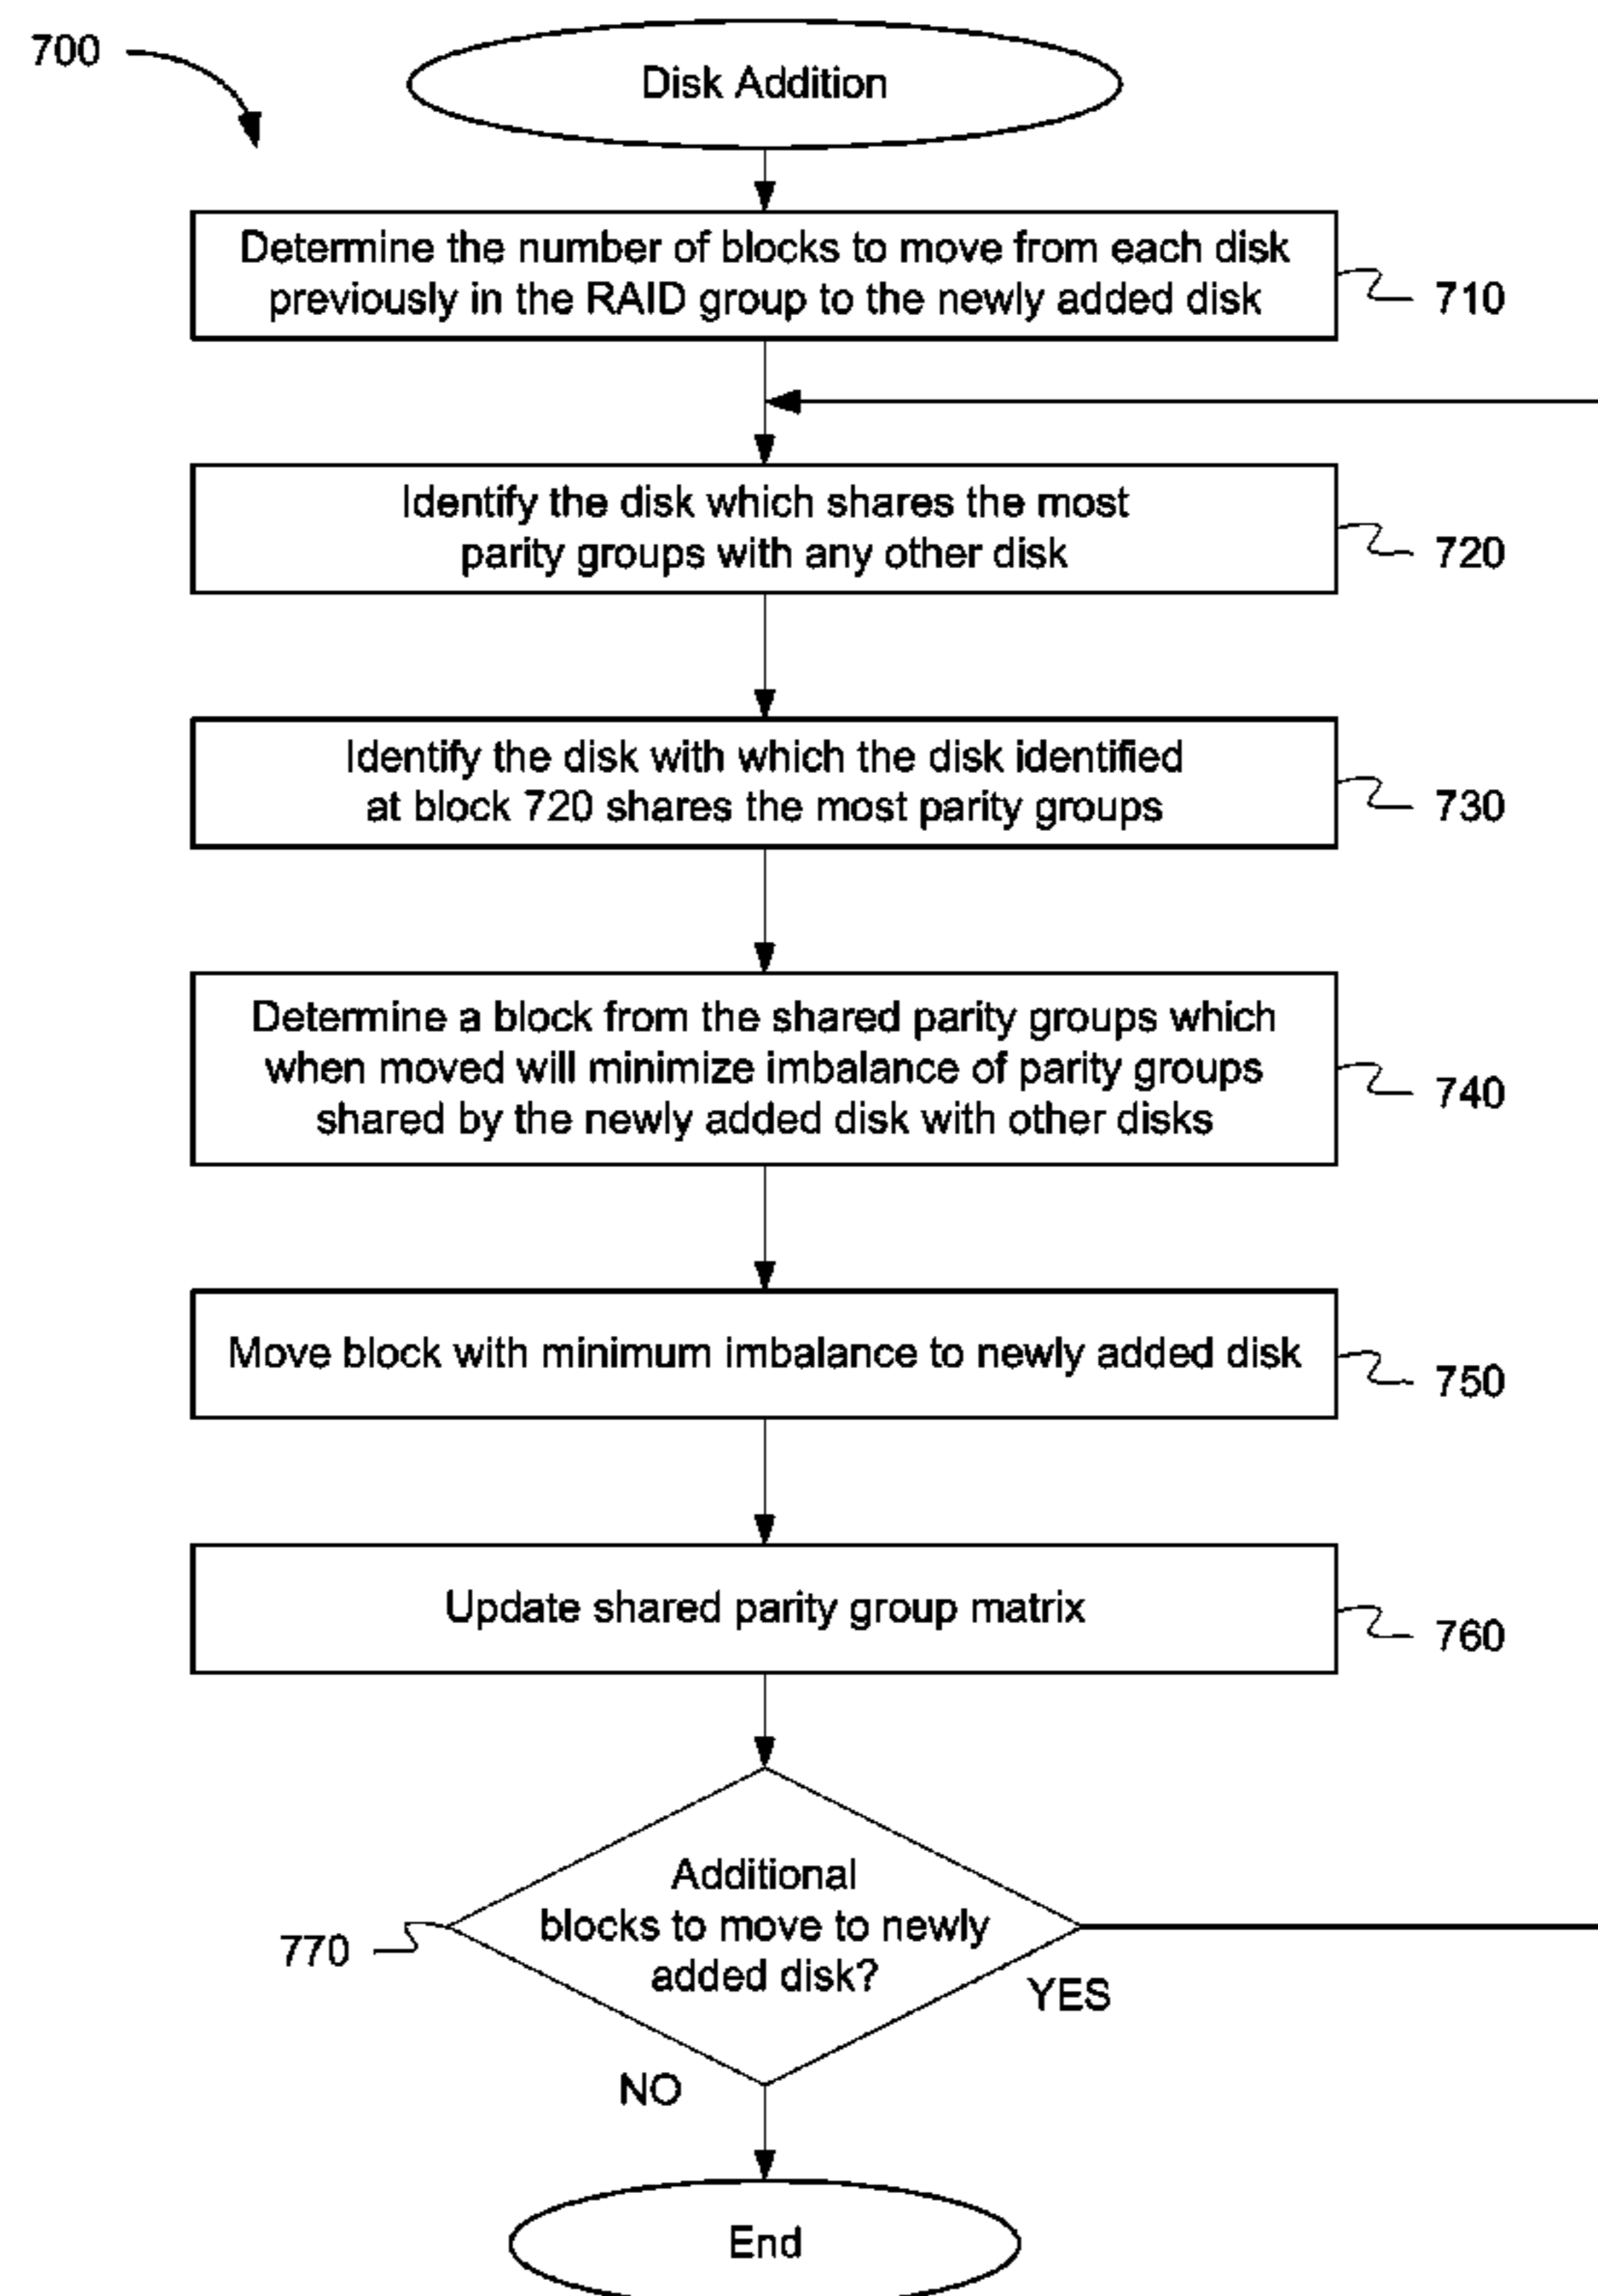 700
Disk Addition
Determine the number of blocks to move from each disk
previously in the RAID group to the newly added disk
710
Identify the disk which shares the most
parity groups with any other disk
720
Identify the disk with which the disk identified
at block 720 shares the most parity groups
730
Determine a block from the shared parity groups which
when moved will minimize imbalance of parity groups
shared by the newly added disk with other disks
740
Move block with minimum imbalance to newly added disk
750
Update shared parity group matrix
760
Additional
blocks to move to newly
added disk?
770
YES
NO
End